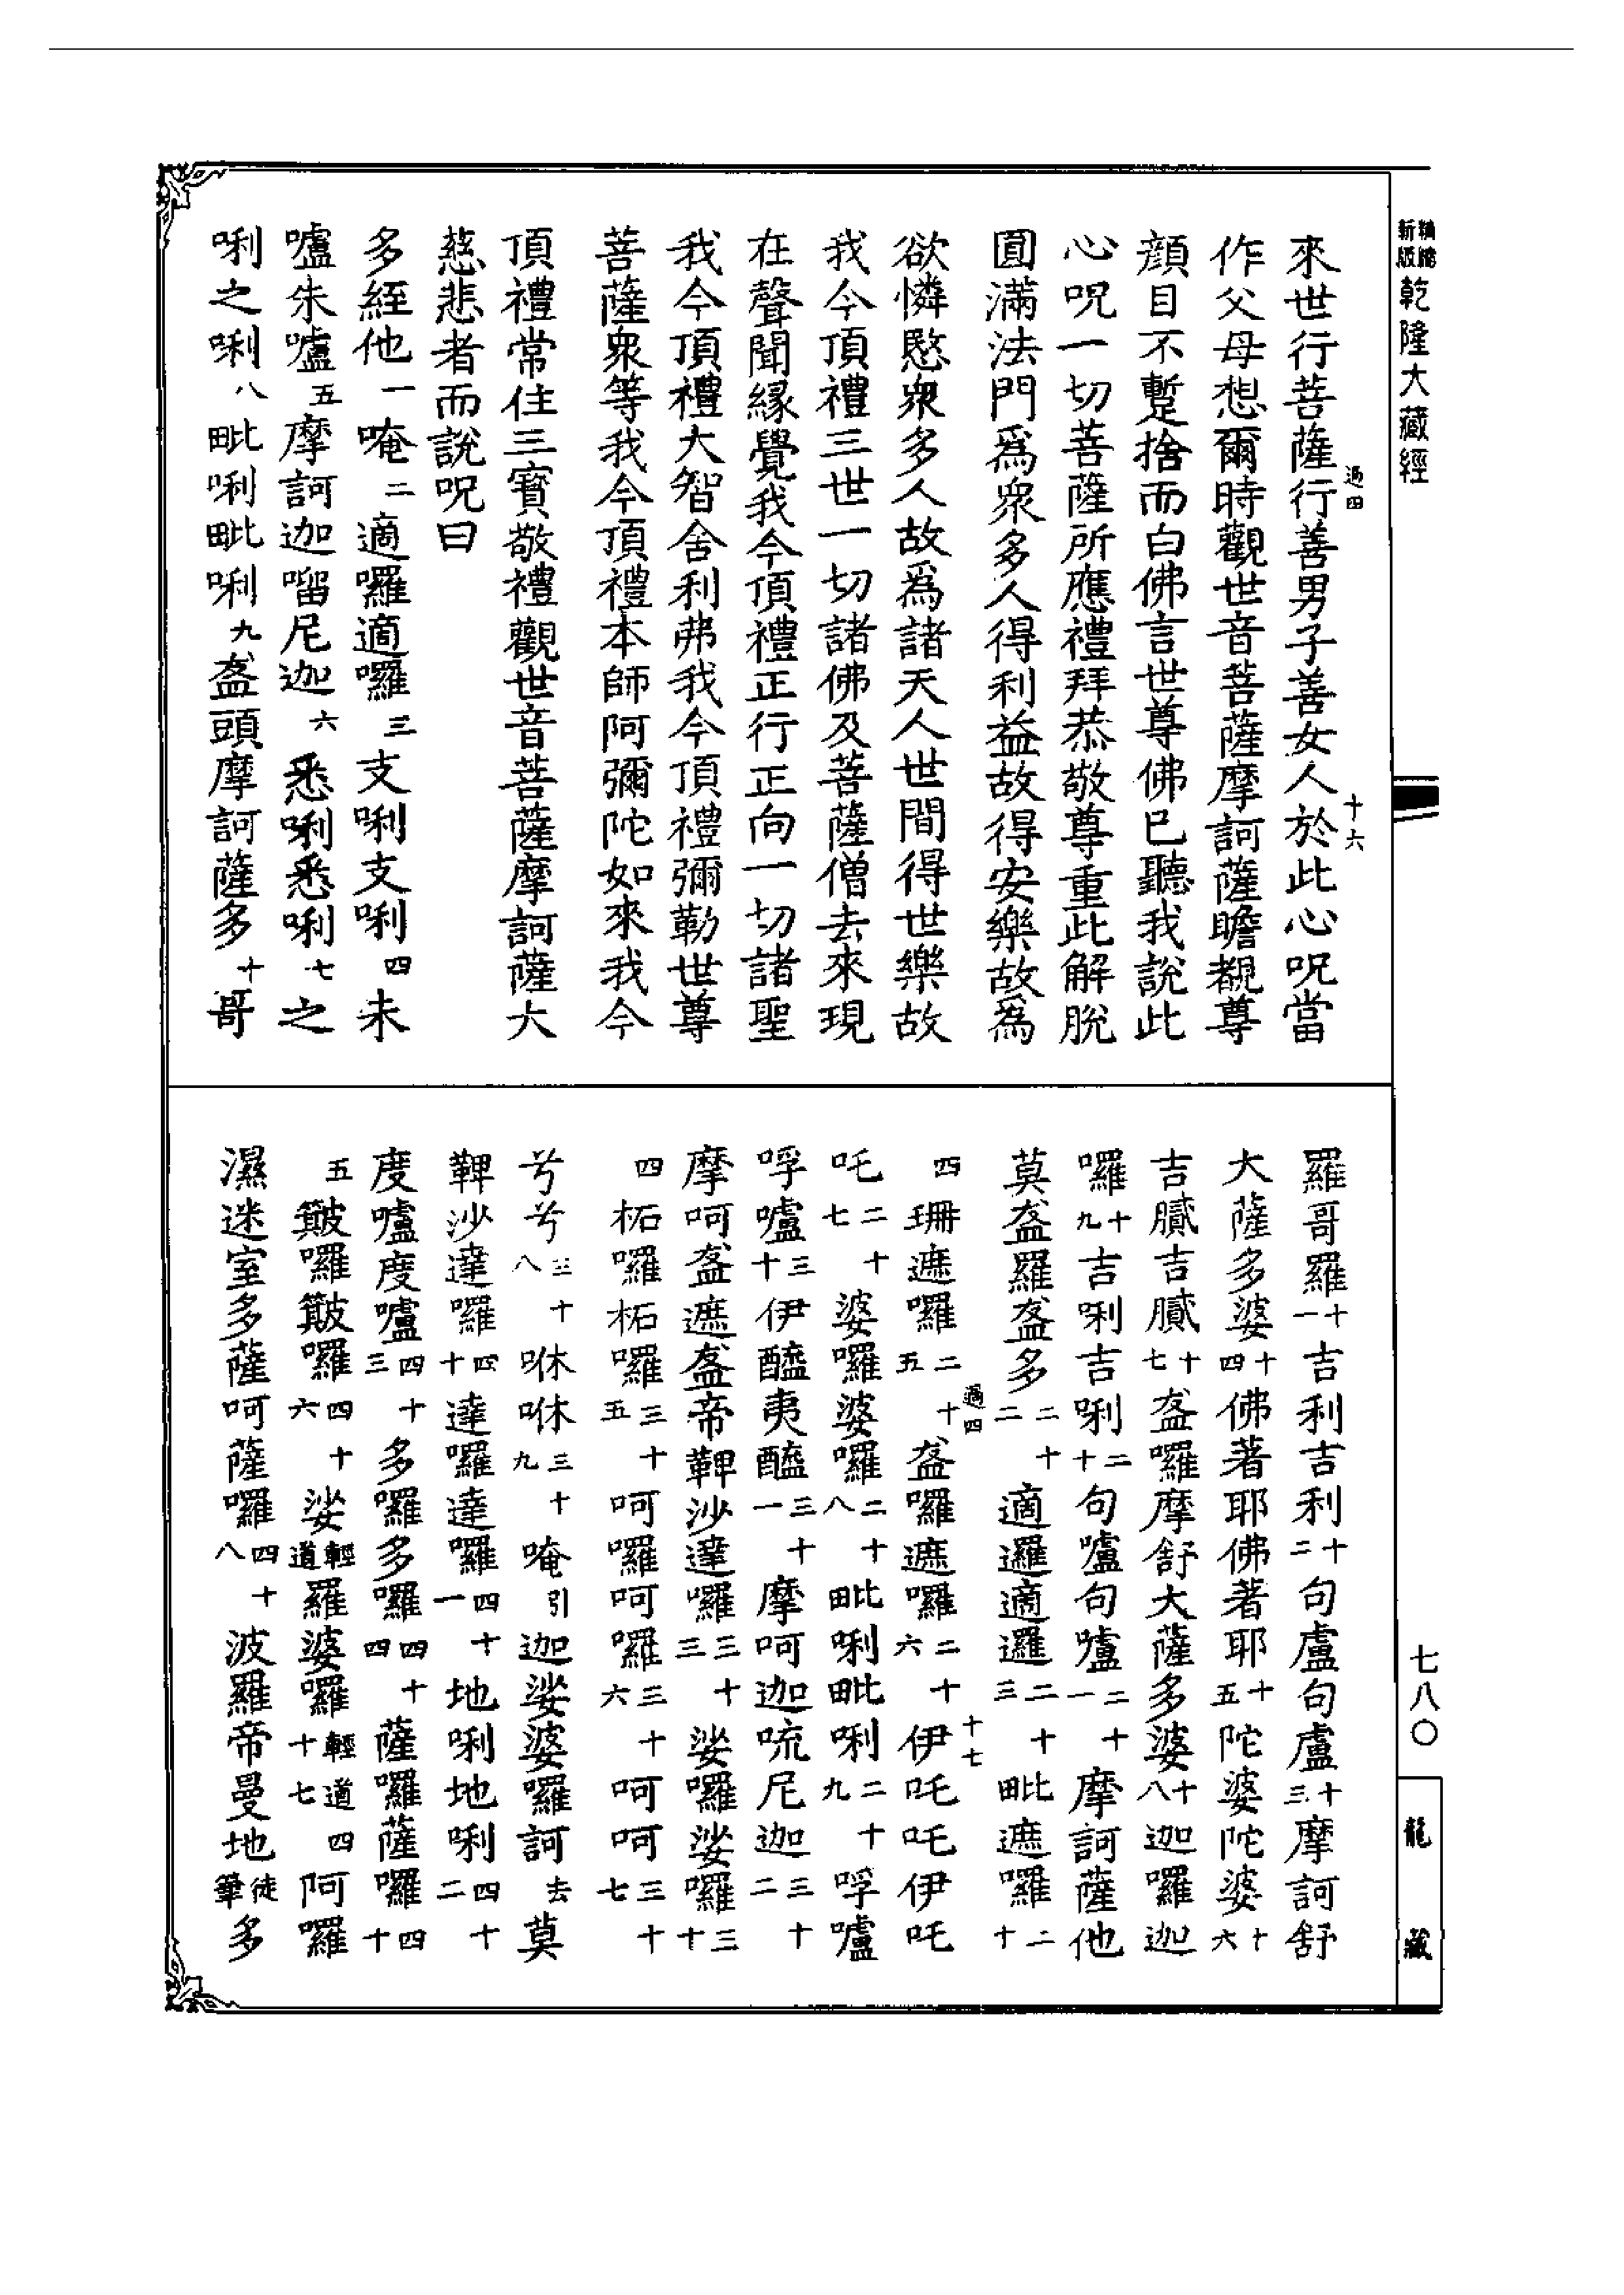 精縮新版 乾隆大藏經
七八〇
龍藏
來世行菩薩行善男子善女人於此心呪當
過四
十六
作父母想爾時觀世音菩薩摩訶薩瞻覩尊
顔目不蹔捨而白佛言世尊佛已聽我說此
心呪一切菩薩所應禮拜恭敬尊重此解脫
圓滿法門爲眾多人得利益故得安樂故爲
欲憐愍衆多人故爲諸天人世間得世樂故
我今頂禮三世一切諸佛及菩薩僧去來現
在聲聞緣覺我今頂禮正行正向一切諸聖
我今頂禮大智舍利弗我今頂禮彌勒世尊
菩薩眾等我今頂禮本師阿彌陀如來我今
頂禮常住三寶敬禮觀世音菩薩摩訶薩大
慈悲者而說呪曰
多絰他一唵二適囉適囉三支唎支唎四未
嚧朱嚧五摩訶迦㗚尼迦六悉唎悉唎七之
唎之唎八毗唎毗唎九盋頭摩訶薩多十哥
羅哥羅十一吉利吉利十二句盧句盧十三摩訶舒
大薩多婆十四佛著耶佛著耶十五陀婆陀婆十六
吉膩吉膩十七盋囉摩舒大薩多婆十八迦囉迦
囉十九吉唎吉唎二十句嚧句嚧二十一摩訶薩他
莫盋羅盋多二十二適邏適邏二十三毗遮囉二十
四珊遮囉二十五盋囉遮囉二十六伊吒吒伊吒
過四
十七
吒二十七婆囉婆囉二十八毗唎毗唎二十九呼嚧
呼嚧三十伊醯夷醯三十一摩呵迦㖟尼迦三十二
摩呵盋遮盋帝鞞沙達囉三十三娑囉娑囉三十
四柘囉柘囉三十五呵囉呵囉三十六呵呵三十七
兮兮三十八咻咻三十九唵引迦娑婆囉訶去莫
鞞沙達囉四十達囉達囉四十一地唎地唎四十二
度嚧度嚧四十三多囉多囉四十四薩囉薩囉四十
五簸囉簸囉四十六娑輕道羅婆囉輕道四十七阿囉
濕迷室多薩呵薩囉四十八波羅帝曼地徒篳多